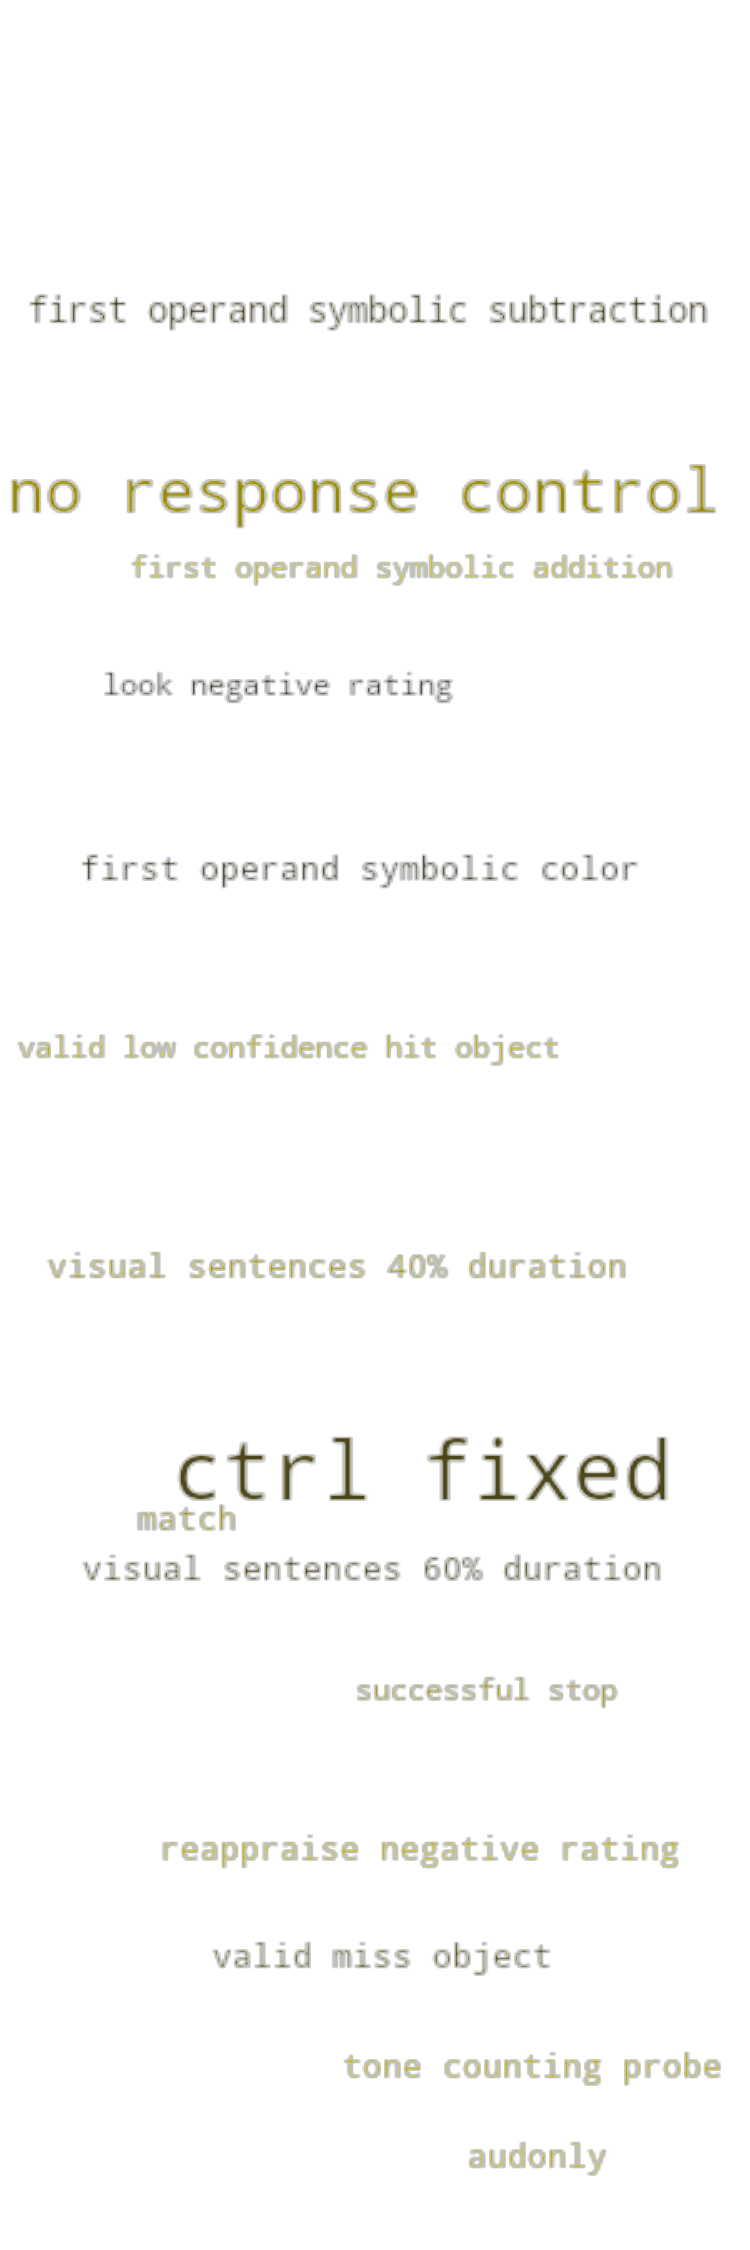 first operand symbolic subtraction
no response control
first operand symbolic addition
look negative rating
first operand symbolic color
valid low confidence hit object
visual sentences 40% duration
ctrl fixed
match
visual sentences 60% duration
successful stop
reappraise negative rating
valid miss object
tone counting probe
audonly